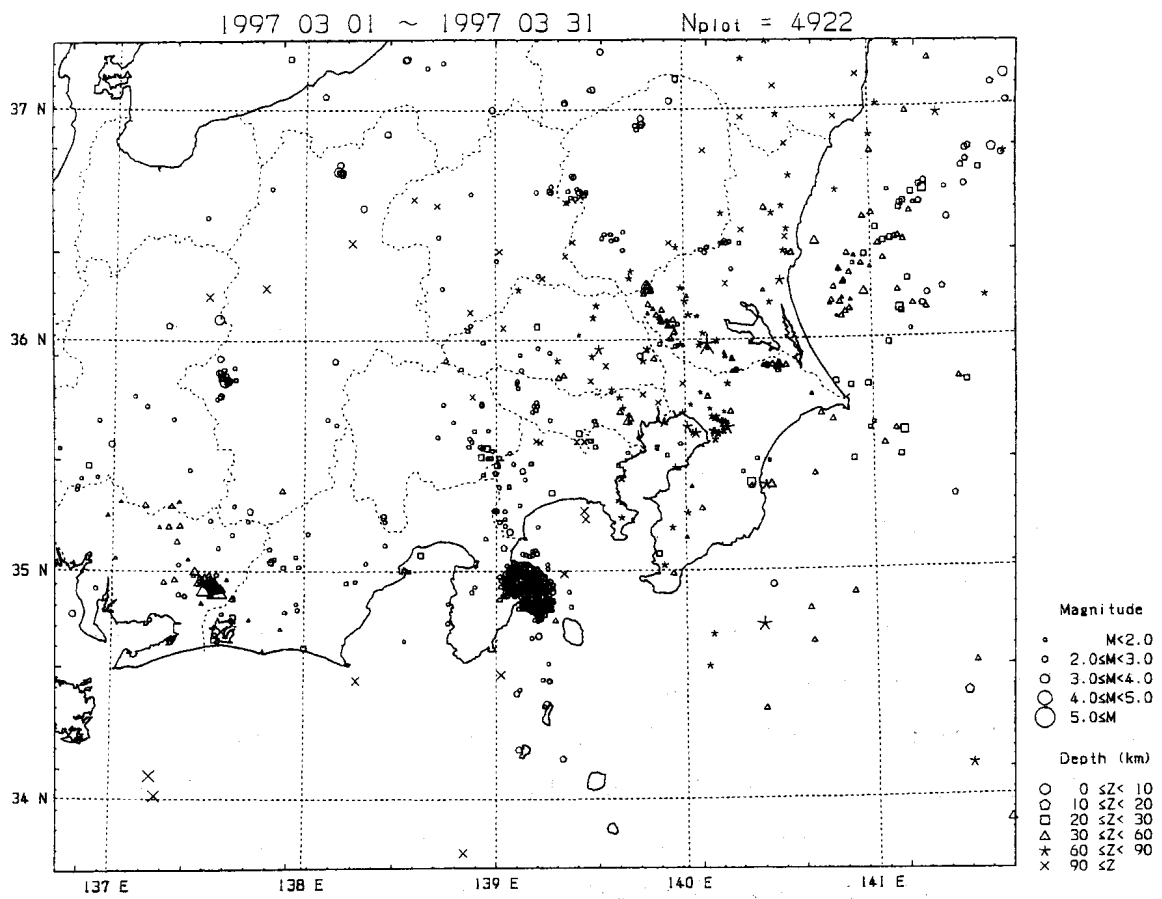 1997 03 01 ~ 1997 03 31 Nplot = 4922
37 N
36 N
35 N
34 N
137 E
138 E
139 E
140 E
141 E
Magnitude
M<2.0
2.0≤M<3.0
3.0≤M<4.0
4.0≤M<5.0
5.0≤M
Depth (km)
0 ≤Z< 10
10 ≤Z< 20
20 ≤Z< 30
30 ≤Z< 60
60 ≤Z< 90
90 ≤Z